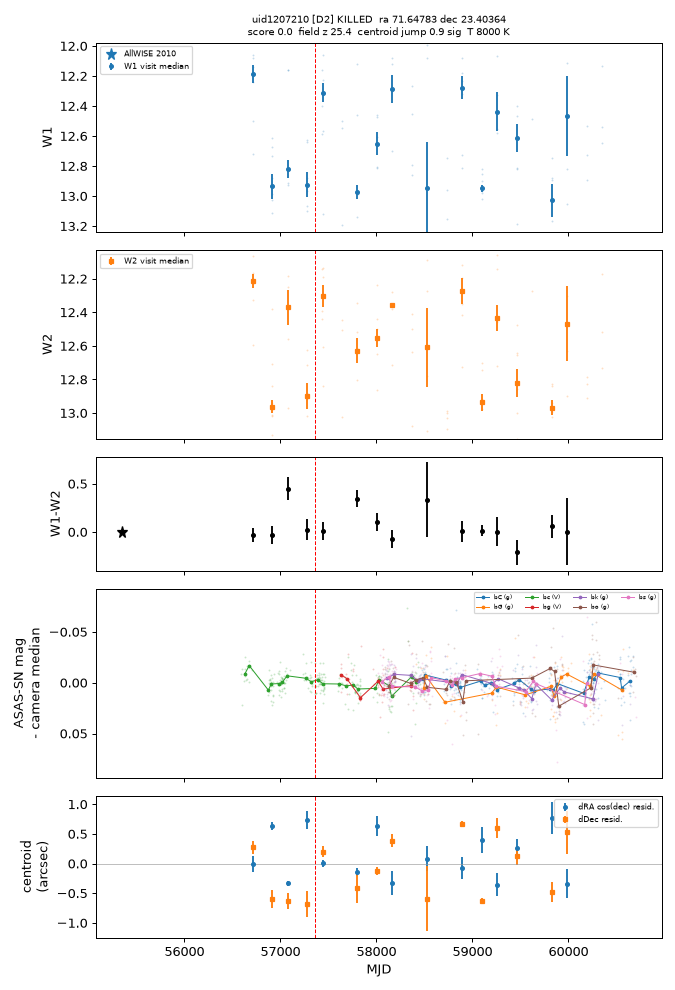 uid1207210 [D2] KILLED ra 71.64783 dec 23.40364
score 0.0 field z 25.4 centroid jump 0.9 sig T 8000 K
AllWISE 2010
W1 visit median
12.0
12.2
12.4
12.6
12.8
13.0
13.2
W1
W2 visit median
12.2
12.4
12.6
12.8
13.0
W2
0.5
0.0
W1-W2
bC (g)
bG (g)
bc (V)
bg (V)
bk (g)
bo (g)
bs (g)
−0.05
0.00
0.05
ASAS-SN mag
- camera median
dRA cos(dec) resid.
dDec resid.
1.0
0.5
0.0
−0.5
−1.0
centroid
(arcsec)
56000
57000
58000
59000
60000
MJD